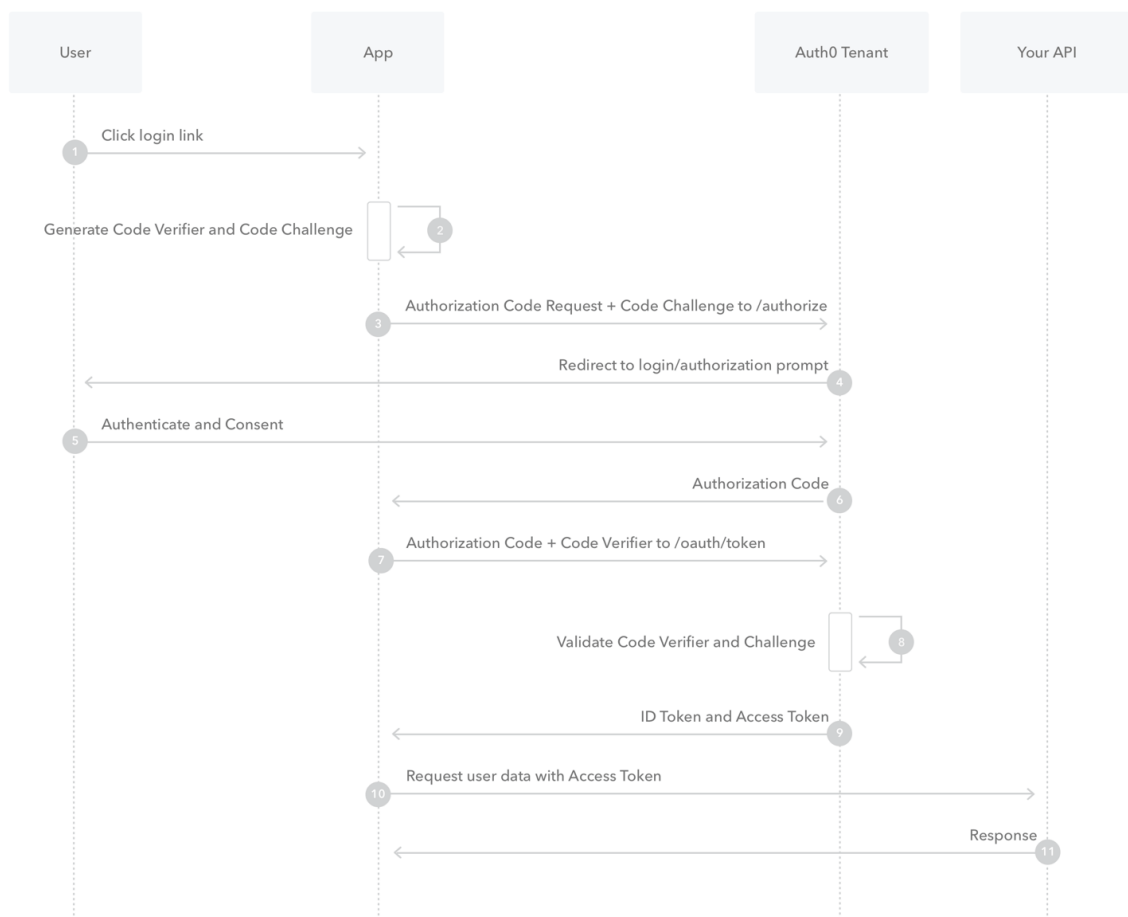 User
App
Auth0 Tenant
Your API
Click login link
1
Generate Code Verifier and Code Challenge
2
Authorization Code Request + Code Challenge to /authorize
3
Redirect to login/authorization prompt
4
Authenticate and Consent
5
Authorization Code
6
Authorization Code + Code Verifier to /oauth/token
7
Validate Code Verifier and Challenge
8
ID Token and Access Token
9
Request user data with Access Token
10
Response
11